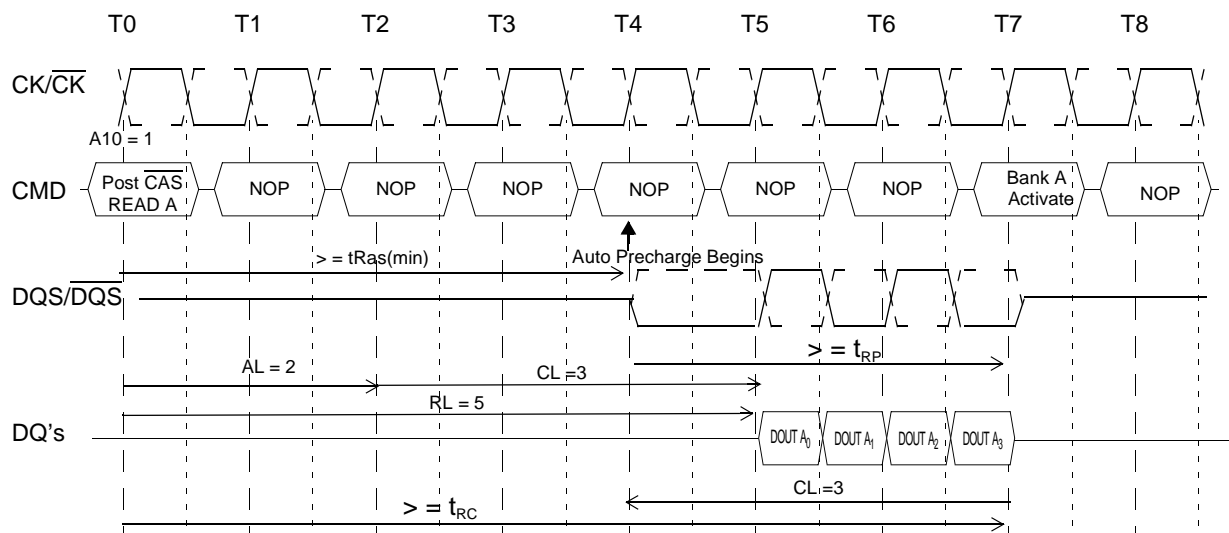 T0 T1 T2 T3 T4 T5 T6 T7 T8
CK/CK
A10 = 1
CMD
Post CAS
READ A
NOP
NOP
NOP
NOP
NOP
NOP
Bank A
Activate
NOP
> = tRas(min)
Auto Precharge Begins
DQS/DQS
> = tRP
AL = 2
CL =3
RL = 5
DQ's
DOUT A0
DOUT A1
DOUT A2
DOUT A3
CL=3
> = tRC